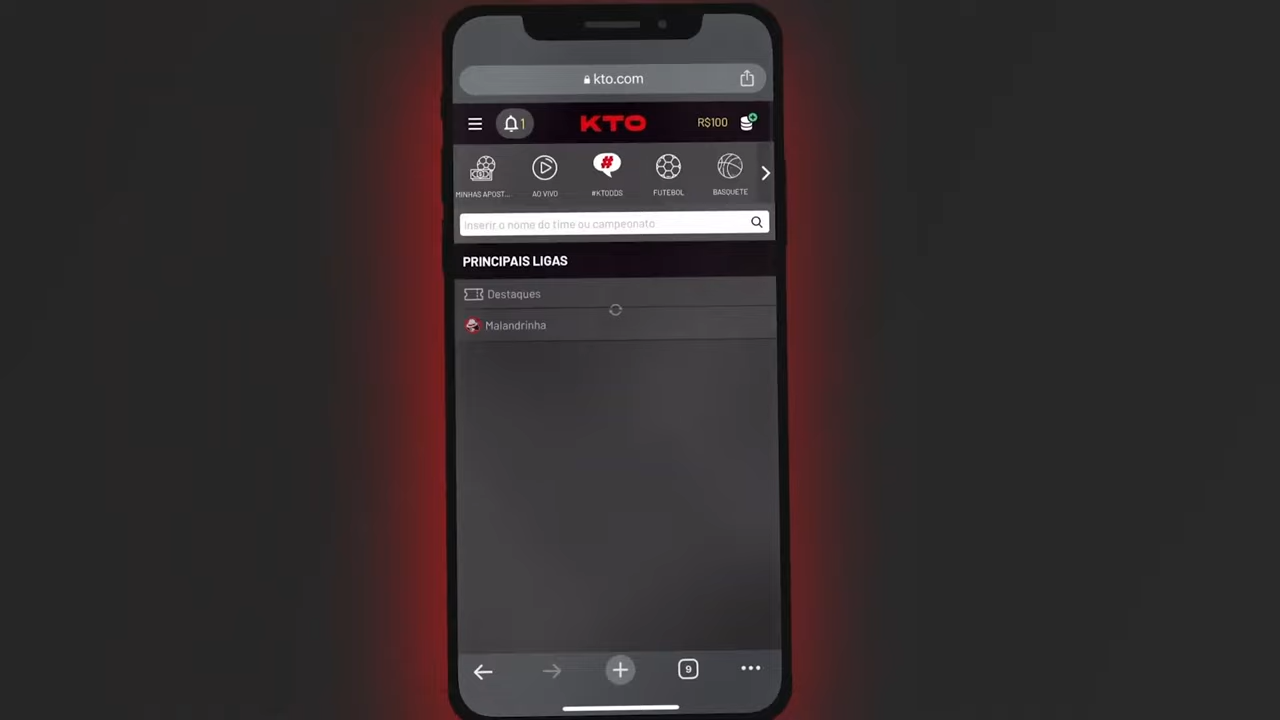 kto.com
1
KTO
R$100
#
MINHAS APOST...
AO VIVO
#KTODDS
FUTEBOL
BASQUETE
Inserir o nome do time ou campeonato
PRINCIPAIS LIGAS
Destaques
Malandrinha
9